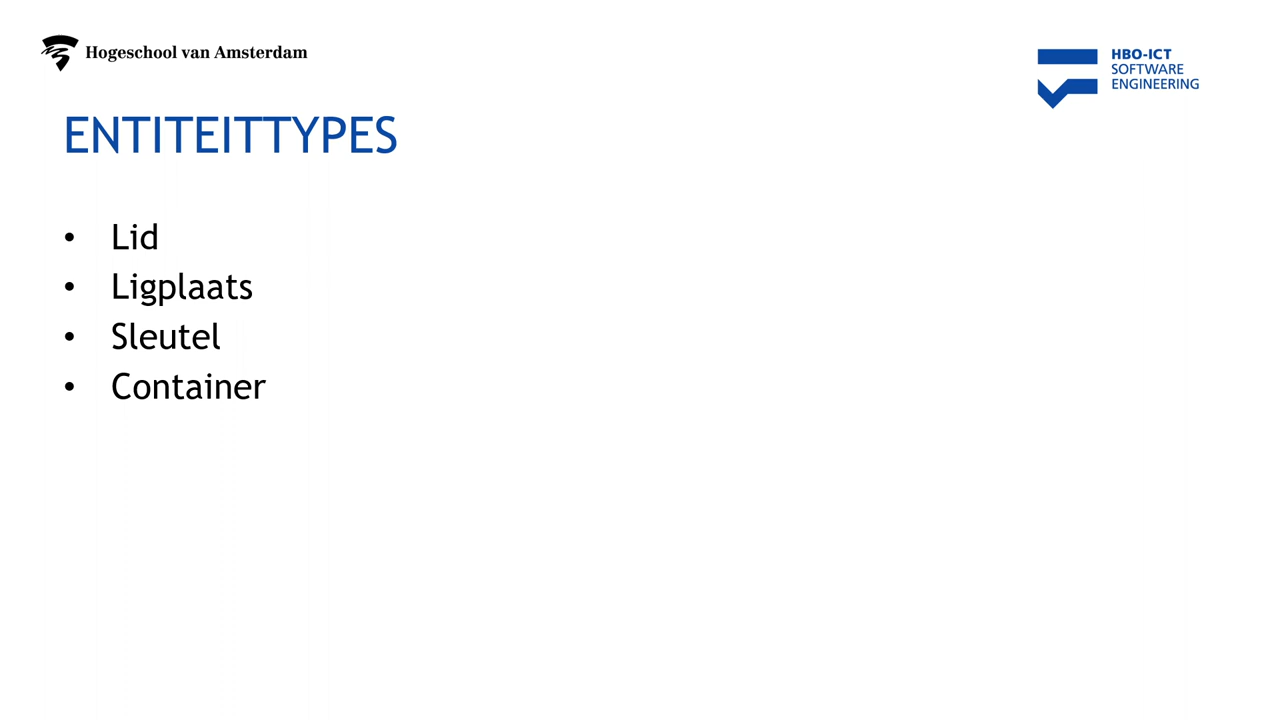 Hogeschool van Amsterdam
HBO-ICT
SOFTWARE
ENGINEERING
ENTITEITTYPES
• Lid
• Ligplaats
• Sleutel
• Container